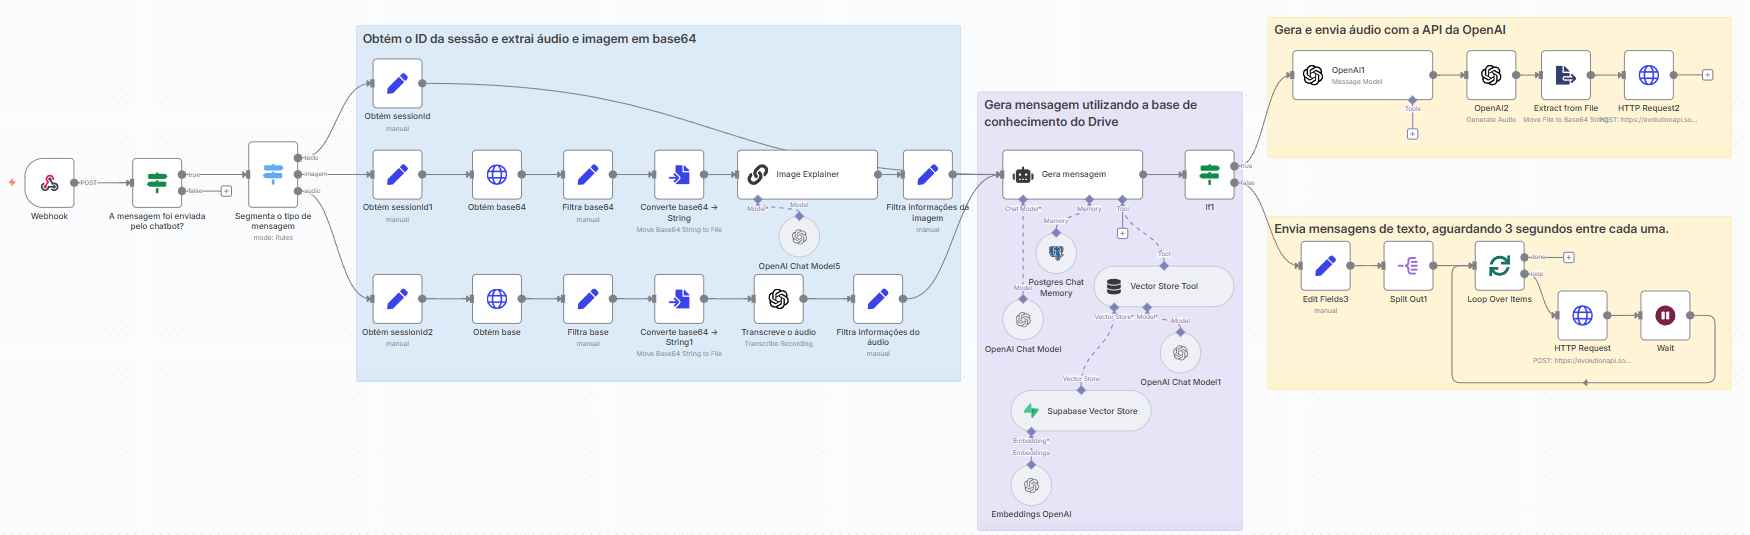 Obtém o ID da sessão e extrai áudio e imagem em base64
Obtém sessionId
manual
Webhook
POST
A mensagem foi enviada
pelo chatbot?
true
false
Segmenta o tipo de
mensagem
mode: Rules
texto
imagem
audio
Obtém sessionId1
manual
Obtém base64
Filtra base64
manual
Converte base64 →
String
Move Base64 String to File
Image Explainer
Model*
Model
OpenAI Chat Model5
Filtra informações da
imagem
manual
Obtém sessionId2
manual
Obtém base
Filtra base
manual
Converte base64 →
String1
Move Base64 String to File
Transcreve o áudio
Transcribe Recording
Filtra informações do
áudio
manual
Gera mensagem utilizando a base de
conhecimento do Drive
Gera mensagem
Chat Model*
Memory
Tool
Memory
Postgres Chat
Memory
Model
OpenAI Chat Model
Tool
Vector Store Tool
Vector Store*
Model*
Model
OpenAI Chat Model1
Vector Store
Supabase Vector Store
Embedding*
Embeddings
Embeddings OpenAI
If1
true
false
Gera e envia áudio com a API da OpenAI
OpenAI1
Message Model
Tools
OpenAI2
Generate Audio
Extract from File
Move File to Base64 String
HTTP Request2
POST: https://evolutionapi.so...
Envia mensagens de texto, aguardando 3 segundos entre cada uma.
Edit Fields3
manual
Split Out1
Loop Over Items
done
loop
HTTP Request
POST: https://evolutionapi.so...
Wait